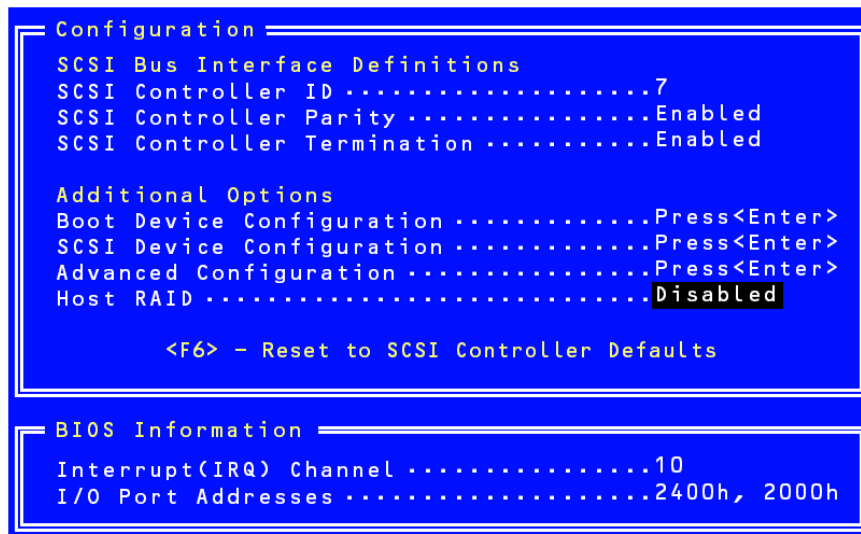 Configuration
SCSI Bus Interface Definitions
SCSI Controller ID ····················7
SCSI Controller Parity ················Enabled
SCSI Controller Termination ···········Enabled
Additional Options
Boot Device Configuration ·············Press<Enter>
SCSI Device Configuration ·············Press<Enter>
Advanced Configuration ················Press<Enter>
Host RAID ·····························Disabled
<F6> - Reset to SCSI Controller Defaults
BIOS Information
Interrupt(IRQ) Channel ················10
I/O Port Addresses ····················2400h, 2000h